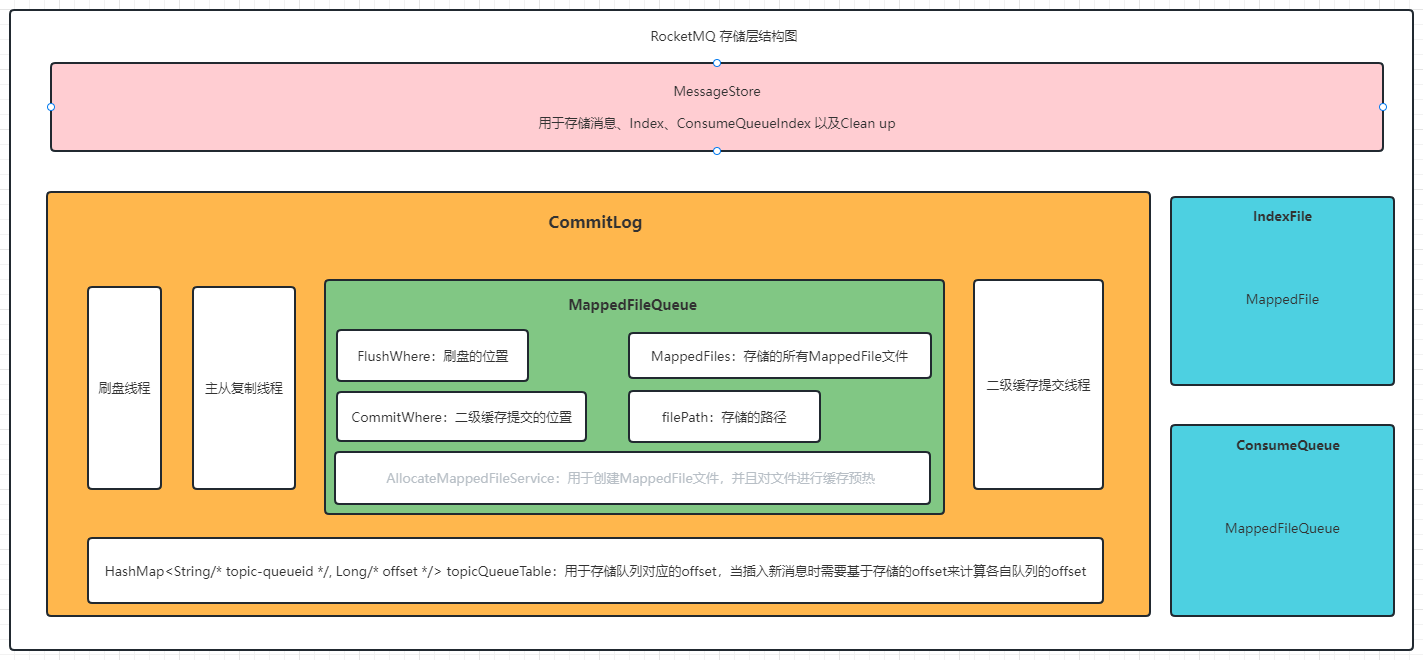 RocketMQ 存储层结构图
MessageStore
用于存储消息、Index、ConsumeQueueIndex 以及Clean up
CommitLog
刷盘线程
主从复制线程
MappedFileQueue
FlushWhere：刷盘的位置
MappedFiles：存储的所有MappedFile文件
CommitWhere：二级缓存提交的位置
filePath：存储的路径
AllocateMappedFileService：用于创建MappedFile文件，并且对文件进行缓存预热
二级缓存提交线程
HashMap<String/* topic-queueid */, Long/* offset */> topicQueueTable：用于存储队列对应的offset，当插入新消息时需要基于存储的offset来计算各自队列的offset
IndexFile
MappedFile
ConsumeQueue
MappedFileQueue